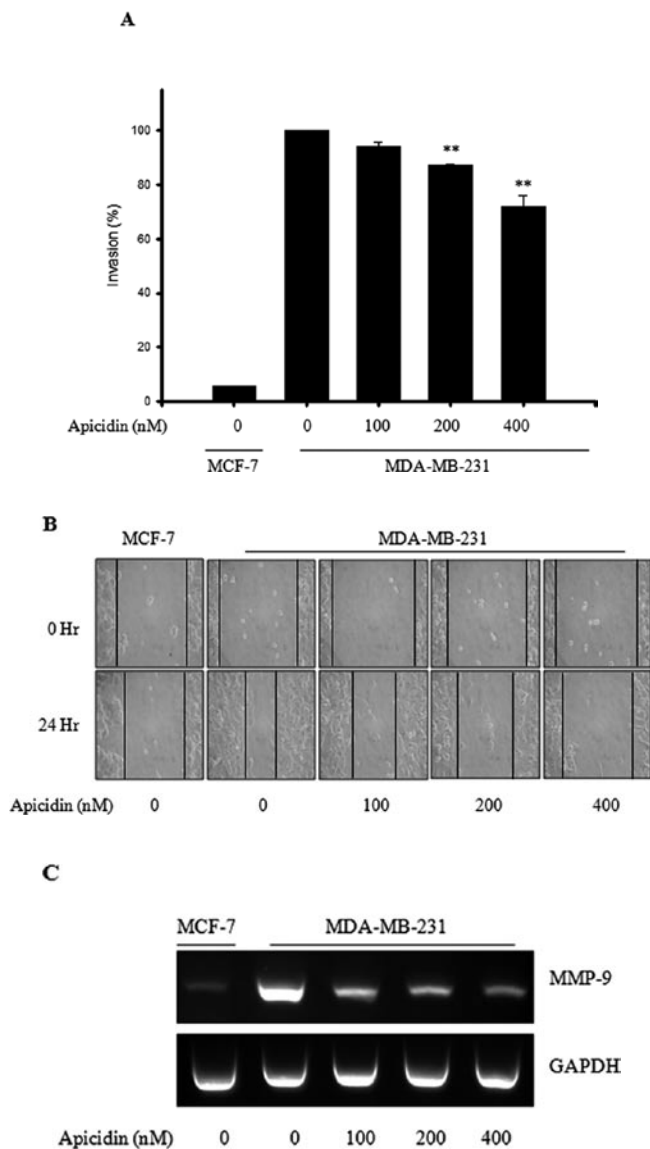 A
Invasion (%)
100
80
60
40
20
0
**
**
Apicidin (nM) 0 0 100 200 400
MCF-7 MDA-MB-231
B
MCF-7 MDA-MB-231
0 Hr
24 Hr
Apicidin (nM) 0 0 100 200 400
C
MCF-7 MDA-MB-231
MMP-9
GAPDH
Apicidin (nM) 0 0 100 200 400